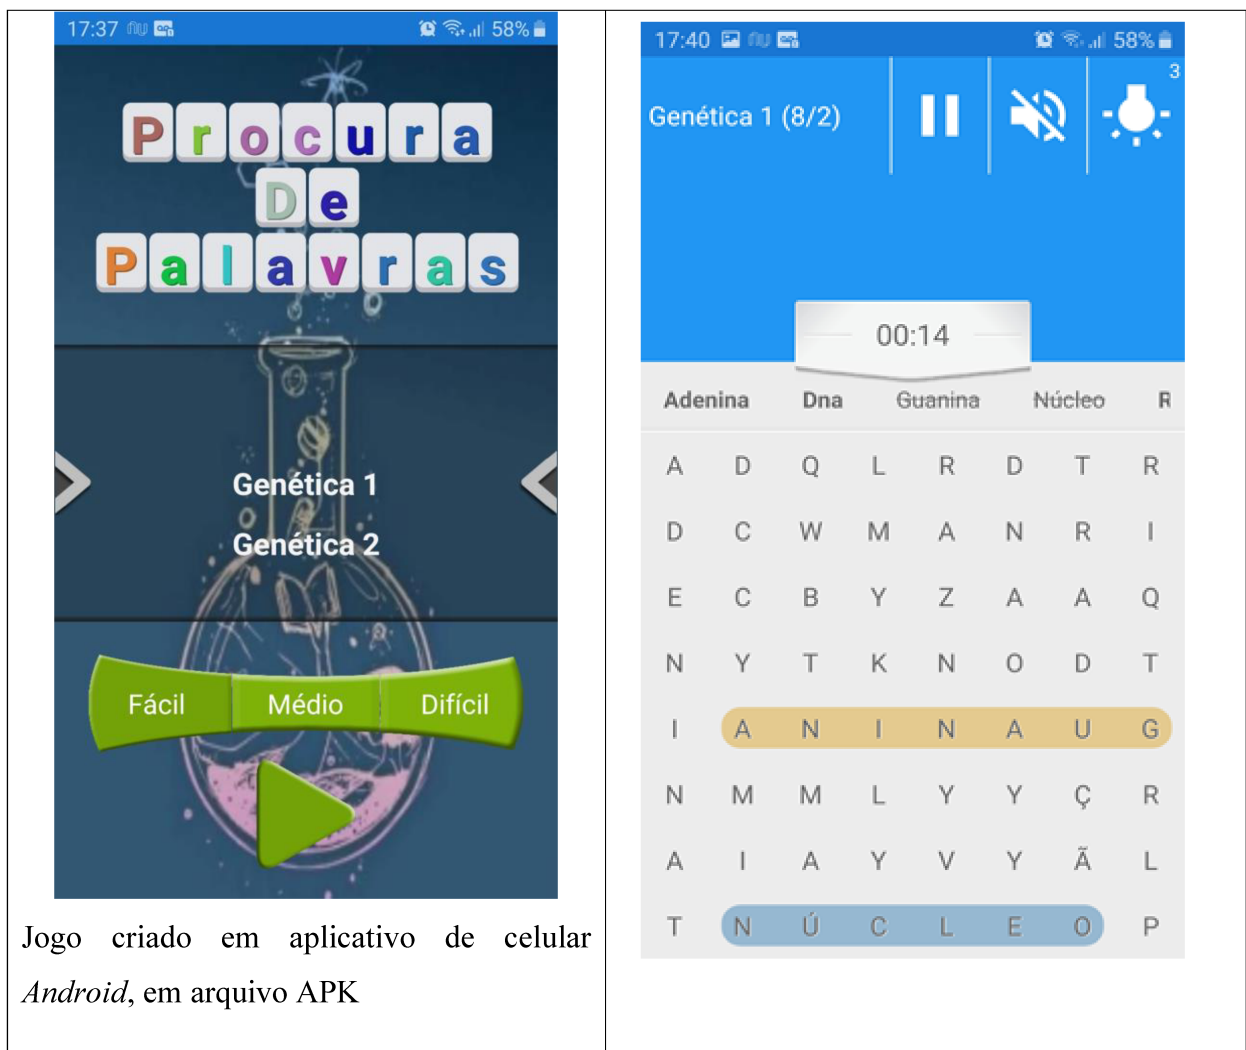 17:37 58%
Procura
De
Palavras
Genética 1
Genética 2
Fácil Médio Difícil
Jogo criado em aplicativo de celular
Android, em arquivo APK
17:40 58%
3
Genética 1 (8/2)
00:14
Adenina Dna Guanina Núcleo R
A D Q L R D T R
D C W M A N R I
E C B Y Z A A Q
N Y T K N O D T
I A N I N A U G
N M M L Y Y Ç R
A I A Y V Y Ã L
T N Ú C L E O P